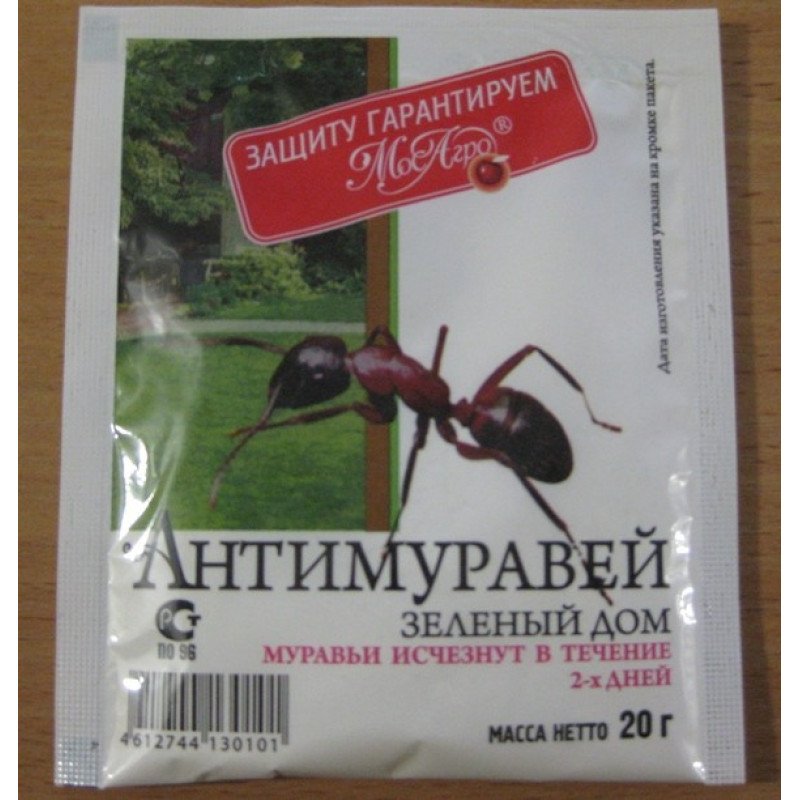 ЗАЩИТУ ГАРАНТИРУЕМ
МосАгро®
Дата изготовления указана на кромке пакета.
АНТИМУРАВЕЙ
ЗЕЛЕНЫЙ ДОМ
МУРАВЬИ ИСЧЕЗНУТ В ТЕЧЕНИЕ
2-х ДНЕЙ
РСТ
ПО 96
4612744 130101
МАССА НЕТТО 20 г